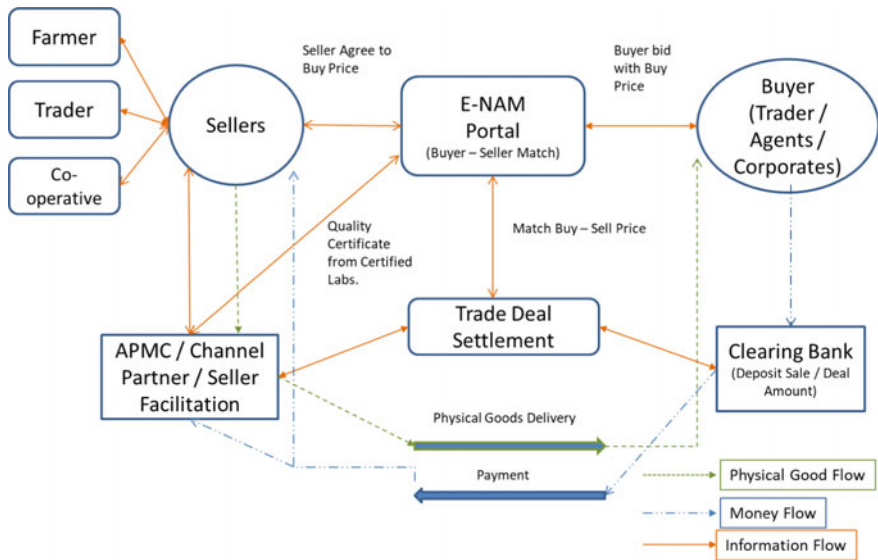 Farmer
Trader
Co-
operative
Sellers
Seller Agree to
Buy Price
E-NAM
Portal
(Buyer – Seller Match)
Buyer bid
with Buy
Price
Buyer
(Trader /
Agents /
Corporates)
Quality
Certificate
from Certified
Labs.
Match Buy – Sell Price
APMC / Channel
Partner / Seller
Facilitation
Trade Deal
Settlement
Clearing Bank
(Deposit Sale / Deal
Amount)
Physical Goods Delivery
Payment
Physical Good Flow
Money Flow
Information Flow